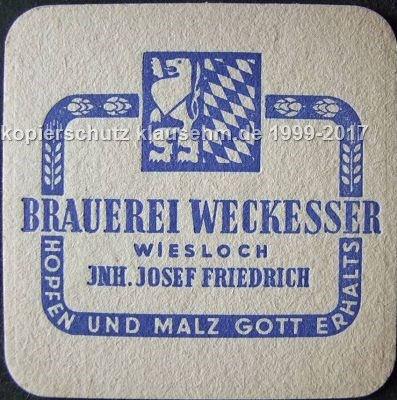 kopierschutz klausehm.de 1999-2017
BRAUEREI WECKESSER
WIESLOCH
JNH. JOSEF FRIEDRICH
HOPFEN UND MALZ GOTT ERHALTS